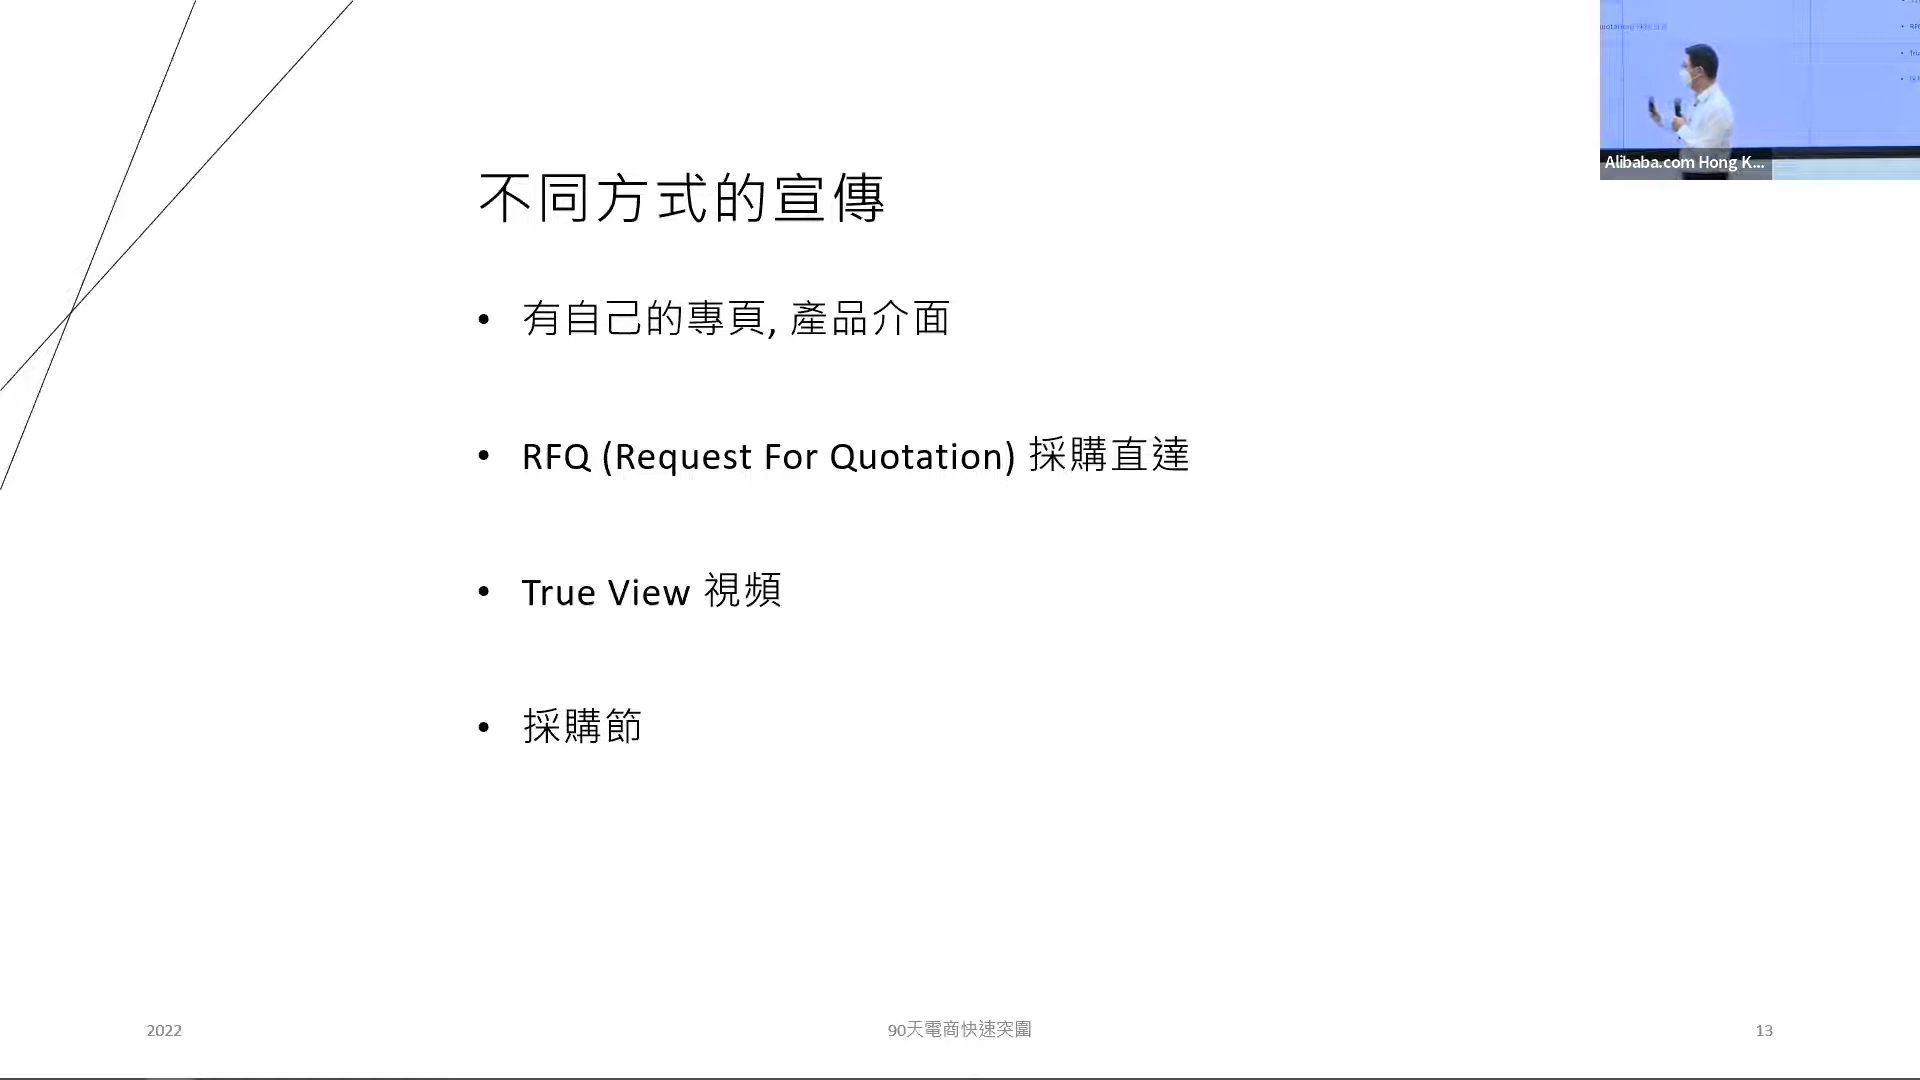 不同方式的宣傳
• 有自己的專頁, 產品介面
• RFQ (Request For Quotation) 採購直達
• True View 視頻
• 採購節
Alibaba.com Hong K...
2022
90天電商快速突圍
13